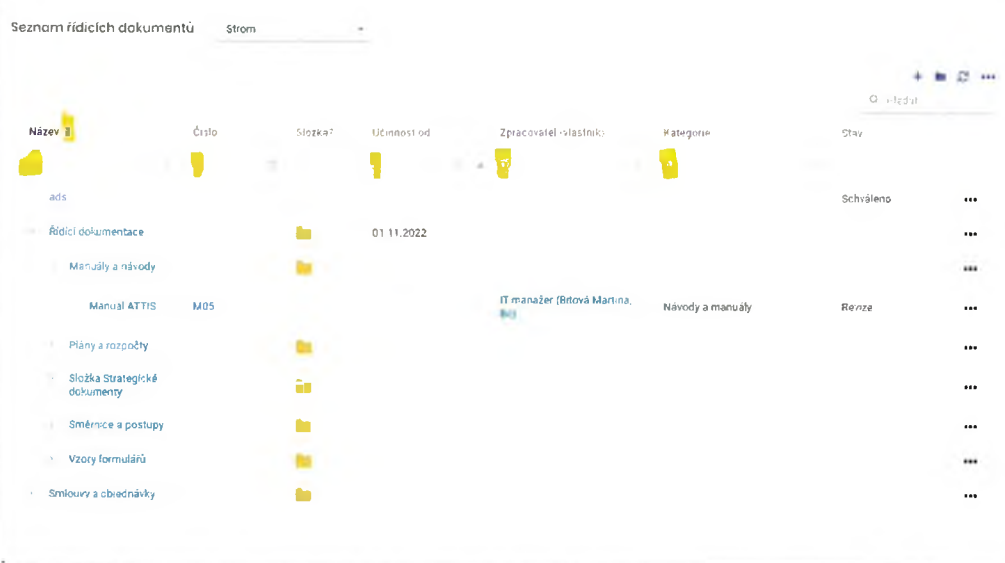 Seznam řídicích dokumentů Strom
Hledat
Název Číslo Složka? Účinnost od Zpracovatel (vlastník) Kategorie Stav
ads Schváleno
Řídicí dokumentace 01.11.2022
Manuály a návody
Manuál ATTIS M05 IT manažer (Brtová Martina, Návody a manuály Revize
Plány a rozpočty
Složka Strategické
dokumenty
Směrnice a postupy
Vzory formulářů
Smlouvy a objednávky